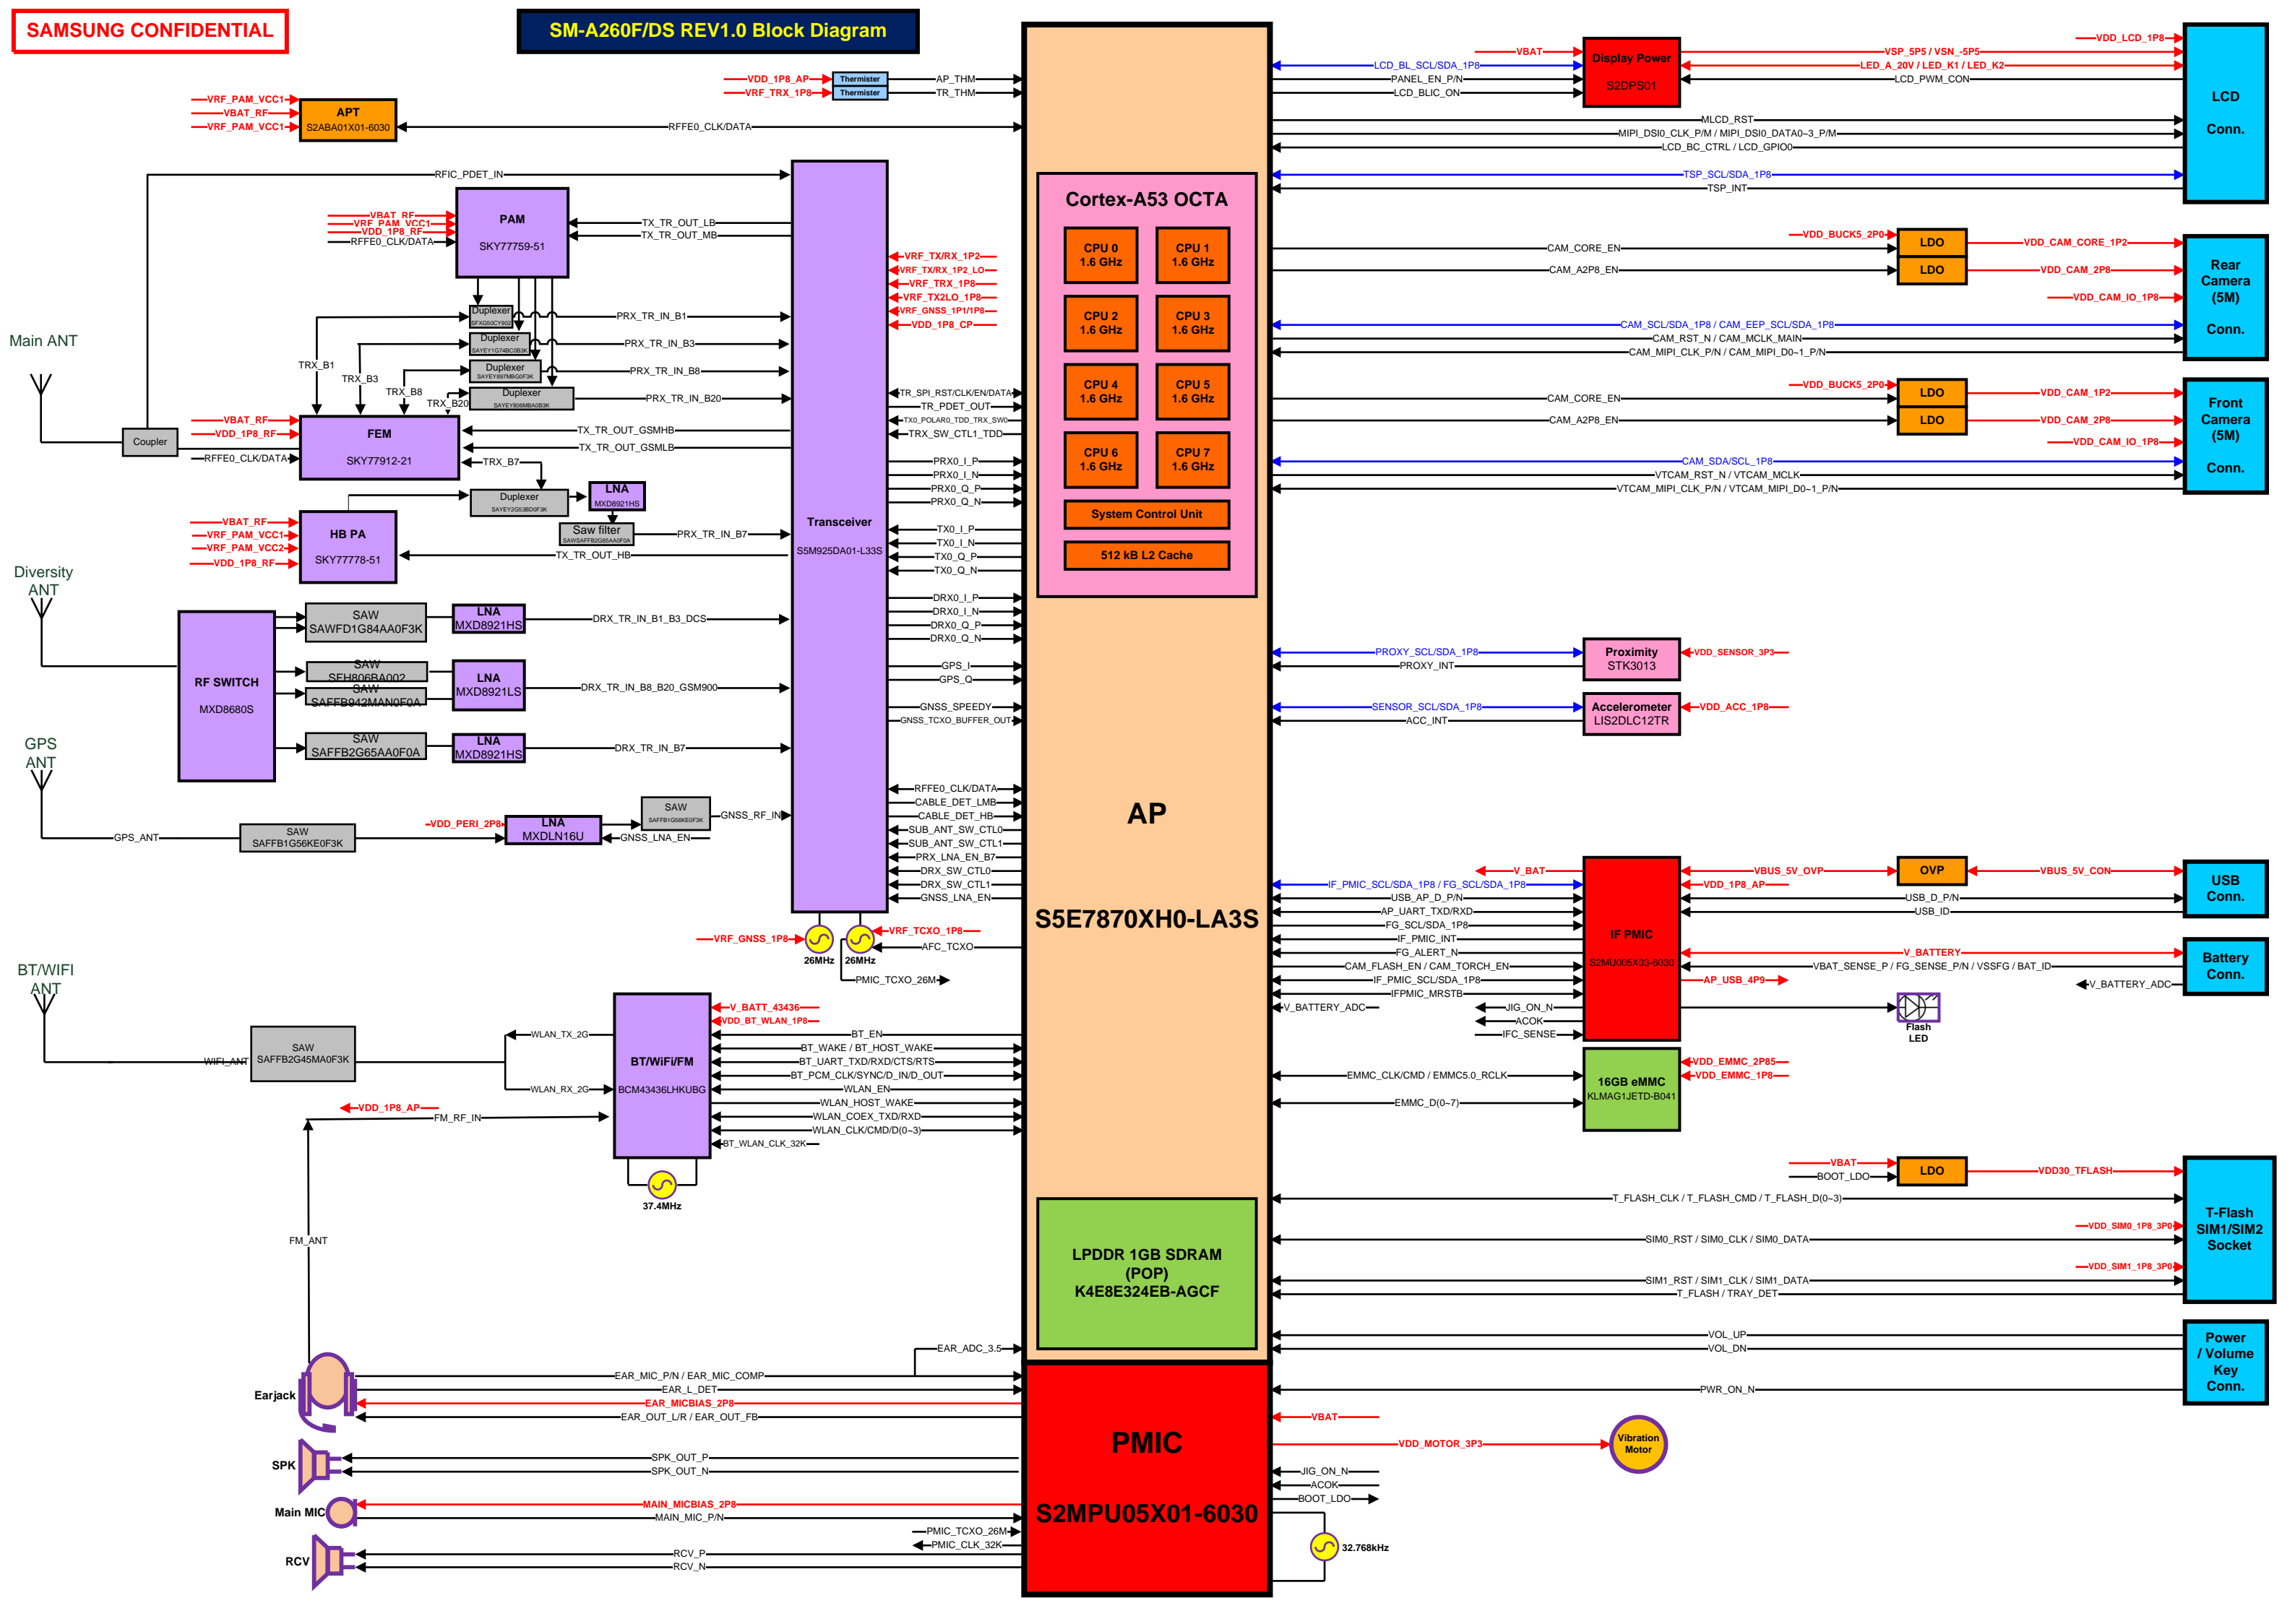 SAMSUNG CONFIDENTIAL
SM-A260F/DS REV1.0 Block Diagram
VDD_1P8_AP
Thermister
AP_THM
VRF_TRX_1P8
Thermister
TR_THM
VRF_PAM_VCC1
VBAT_RF
VRF_PAM_VCC1
APT
S2ABA01X01-6030
RFFE0_CLK/DATA
RFIC_PDET_IN
PAM
SKY77759-51
VBAT_RF
VRF_PAM_VCC1
VDD_1P8_RF
RFFE0_CLK/DATA
TX_TR_OUT_LB
TX_TR_OUT_MB
Duplexer
SFXG50CY902
PRX_TR_IN_B1
Duplexer
SAYEY1G74BC0B3K
PRX_TR_IN_B3
Duplexer
SAYEY897MBG0F3K
PRX_TR_IN_B8
Duplexer
SAYEY806MBA0B3K
PRX_TR_IN_B20
TRX_B1
TRX_B3
TRX_B8
TRX_B20
Main ANT
Coupler
VBAT_RF
VDD_1P8_RF
RFFE0_CLK/DATA
FEM
SKY77912-21
TX_TR_OUT_GSMHB
TX_TR_OUT_GSMLB
TRX_B7
Duplexer
SAYEY2G53BD0F3K
LNA
MXD8921HS
Saw filter
SAWSAFFB2G65AA0F0A
PRX_TR_IN_B7
VBAT_RF
VRF_PAM_VCC1
VRF_PAM_VCC2
VDD_1P8_RF
HB PA
SKY77778-51
TX_TR_OUT_HB
Diversity
ANT
RF SWITCH
MXD8680S
SAW
SAWFD1G84AA0F3K
LNA
MXD8921HS
DRX_TR_IN_B1_B3_DCS
SAW
SFH806BA002
SAW
SAFFB942MAN0F0A
LNA
MXD8921LS
DRX_TR_IN_B8_B20_GSM900
SAW
SAFFB2G65AA0F0A
LNA
MXD8921HS
DRX_TR_IN_B7
GPS
ANT
GPS_ANT
SAW
SAFFB1G56KE0F3K
VDD_PERI_2P8
LNA
MXDLN16U
SAW
SAFFB1G56KE0F3K
GNSS_RF_IN
GNSS_LNA_EN
Transceiver
S5M925DA01-L33S
VRF_TX/RX_1P2
VRF_TX/RX_1P2_LO
VRF_TRX_1P8
VRF_TX2LO_1P8
VRF_GNSS_1P1/1P8
VDD_1P8_CP
TR_SPI_RST/CLK/EN/DATA
TR_PDET_OUT
TX0_POLAR0_TDD_TRX_SW0
TRX_SW_CTL1_TDD
PRX0_I_P
PRX0_I_N
PRX0_Q_P
PRX0_Q_N
TX0_I_P
TX0_I_N
TX0_Q_P
TX0_Q_N
DRX0_I_P
DRX0_I_N
DRX0_Q_P
DRX0_Q_N
GPS_I
GPS_Q
GNSS_SPEEDY
GNSS_TCXO_BUFFER_OUT
RFFE0_CLK/DATA
CABLE_DET_LMB
CABLE_DET_HB
SUB_ANT_SW_CTL0
SUB_ANT_SW_CTL1
PRX_LNA_EN_B7
DRX_SW_CTL0
DRX_SW_CTL1
GNSS_LNA_EN
VRF_GNSS_1P8
26MHz
26MHz
VRF_TCXO_1P8
AFC_TCXO
PMIC_TCXO_26M
BT/WIFI
ANT
WIFI_ANT
SAW
SAFFB2G45MA0F3K
WLAN_TX_2G
WLAN_RX_2G
BT/WiFi/FM
BCM43436LHKUBG
V_BATT_43436
VDD_BT_WLAN_1P8
BT_EN
BT_WAKE / BT_HOST_WAKE
BT_UART_TXD/RXD/CTS/RTS
BT_PCM_CLK/SYNC/D_IN/D_OUT
WLAN_EN
WLAN_HOST_WAKE
WLAN_COEX_TXD/RXD
WLAN_CLK/CMD/D(0~3)
BT_WLAN_CLK_32K
37.4MHz
VDD_1P8_AP
FM_RF_IN
FM_ANT
Earjack
EAR_ADC_3.5
EAR_MIC_P/N / EAR_MIC_COMP
EAR_L_DET
EAR_MICBIAS_2P8
EAR_OUT_L/R / EAR_OUT_FB
SPK
SPK_OUT_P
SPK_OUT_N
Main MIC
MAIN_MICBIAS_2P8
MAIN_MIC_P/N
PMIC_TCXO_26M
PMIC_CLK_32K
RCV
RCV_P
RCV_N
Cortex-A53 OCTA
CPU 0
1.6 GHz
CPU 1
1.6 GHz
CPU 2
1.6 GHz
CPU 3
1.6 GHz
CPU 4
1.6 GHz
CPU 5
1.6 GHz
CPU 6
1.6 GHz
CPU 7
1.6 GHz
System Control Unit
512 kB L2 Cache
AP
S5E7870XH0-LA3S
LPDDR 1GB SDRAM
(POP)
K4E8E324EB-AGCF
PMIC
S2MPU05X01-6030
VBAT
LCD_BL_SCL/SDA_1P8
PANEL_EN_P/N
LCD_BLIC_ON
Display Power
S2DPS01
VDD_LCD_1P8
VSP_5P5 / VSN_-5P5
LED_A_20V / LED_K1 / LED_K2
LCD_PWM_CON
MLCD_RST
MIPI_DSI0_CLK_P/M / MIPI_DSI0_DATA0~3_P/M
LCD_BC_CTRL / LCD_GPIO0
TSP_SCL/SDA_1P8
TSP_INT
LCD
Conn.
VDD_BUCK5_2P0
CAM_CORE_EN
LDO
VDD_CAM_CORE_1P2
CAM_A2P8_EN
LDO
VDD_CAM_2P8
VDD_CAM_IO_1P8
CAM_SCL/SDA_1P8 / CAM_EEP_SCL/SDA_1P8
CAM_RST_N / CAM_MCLK_MAIN
CAM_MIPI_CLK_P/N / CAM_MIPI_D0~1_P/N
Rear
Camera
(5M)
Conn.
VDD_BUCK5_2P0
CAM_CORE_EN
LDO
VDD_CAM_1P2
CAM_A2P8_EN
LDO
VDD_CAM_2P8
VDD_CAM_IO_1P8
CAM_SDA/SCL_1P8
VTCAM_RST_N / VTCAM_MCLK
VTCAM_MIPI_CLK_P/N / VTCAM_MIPI_D0~1_P/N
Front
Camera
(5M)
Conn.
PROXY_SCL/SDA_1P8
PROXY_INT
Proximity
STK3013
VDD_SENSOR_3P3
SENSOR_SCL/SDA_1P8
ACC_INT
Accelerometer
LIS2DLC12TR
VDD_ACC_1P8
V_BAT
IF_PMIC_SCL/SDA_1P8 / FG_SCL/SDA_1P8
USB_AP_D_P/N
AP_UART_TXD/RXD
FG_SCL/SDA_1P8
IF_PMIC_INT
FG_ALERT_N
CAM_FLASH_EN / CAM_TORCH_EN
IF_PMIC_SCL/SDA_1P8
IFPMIC_MRSTB
V_BATTERY_ADC
JIG_ON_N
ACOK
IFC_SENSE
IF PMIC
S2MU005X03-6030
VBUS_5V_OVP
OVP
VBUS_5V_CON
VDD_1P8_AP
USB_D_P/N
USB_ID
USB
Conn.
V_BATTERY
VBAT_SENSE_P / FG_SENSE_P/N / VSSFG / BAT_ID
AP_USB_4P9
V_BATTERY_ADC
Battery
Conn.
Flash
LED
EMMC_CLK/CMD / EMMC5.0_RCLK
EMMC_D(0~7)
16GB eMMC
KLMAG1JETD-B041
VDD_EMMC_2P85
VDD_EMMC_1P8
VBAT
BOOT_LDO
LDO
VDD30_TFLASH
T_FLASH_CLK / T_FLASH_CMD / T_FLASH_D(0~3)
VDD_SIM0_1P8_3P0
SIM0_RST / SIM0_CLK / SIM0_DATA
VDD_SIM1_1P8_3P0
SIM1_RST / SIM1_CLK / SIM1_DATA
T_FLASH / TRAY_DET
T-Flash
SIM1/SIM2
Socket
VOL_UP
VOL_DN
PWR_ON_N
Power
/ Volume
Key
Conn.
VBAT
VDD_MOTOR_3P3
Vibration
Motor
JIG_ON_N
ACOK
BOOT_LDO
32.768kHz